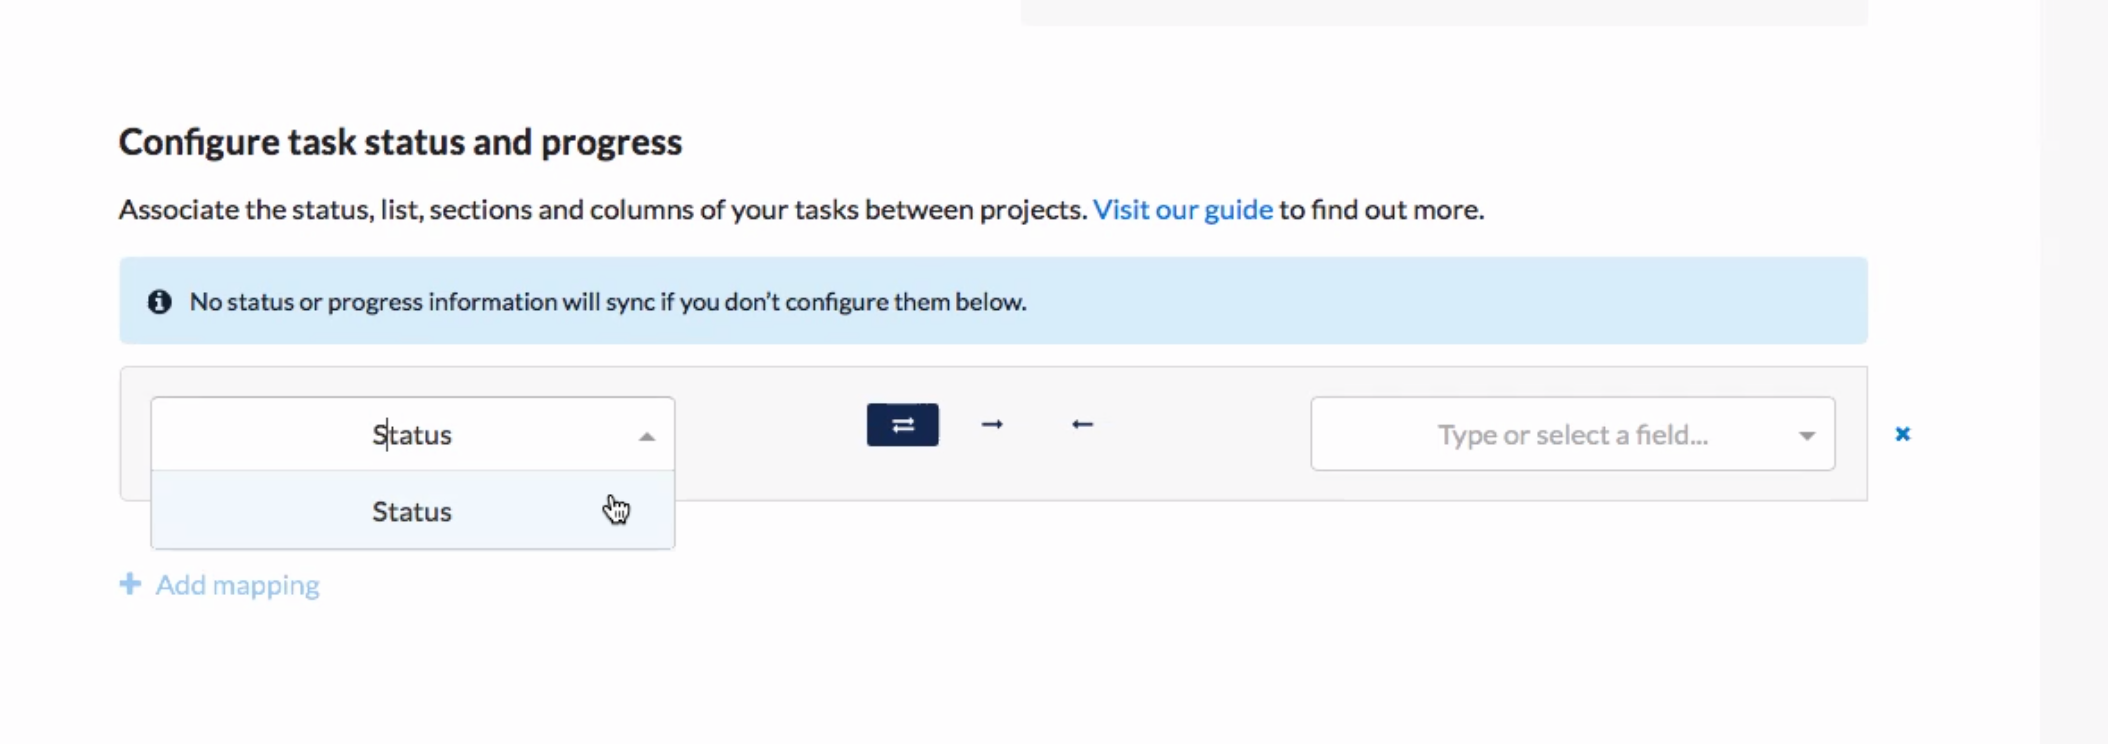 Configure task status and progress
Associate the status, list, sections and columns of your tasks between projects. Visit our guide to find out more.
No status or progress information will sync if you don’t configure them below.
Status
Type or select a field...
Status
Add mapping